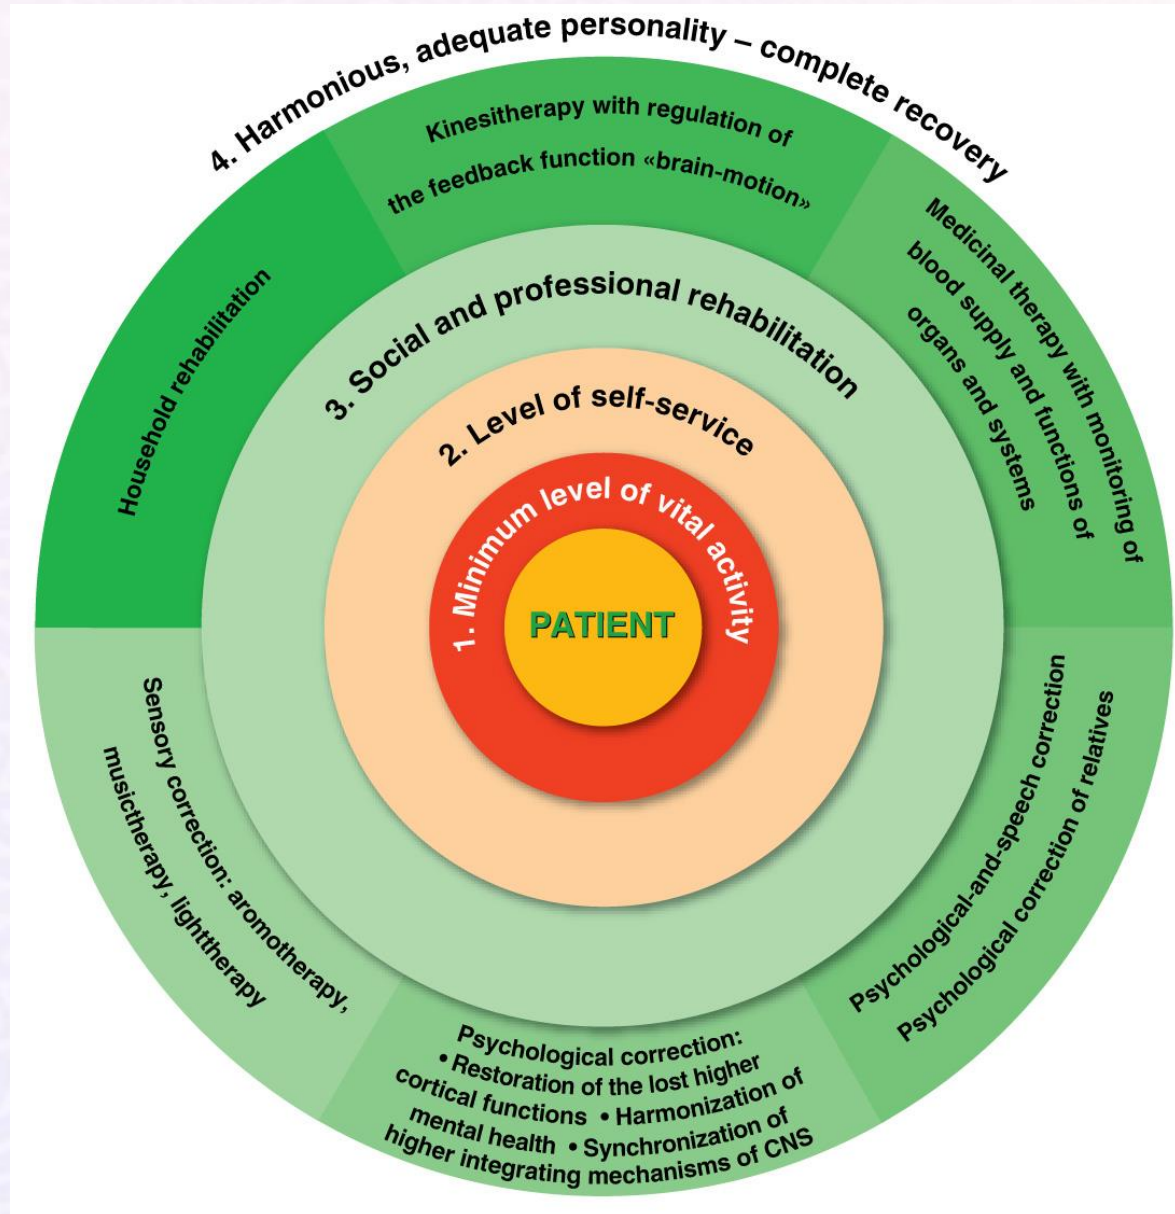 4. Harmonious, adequate personality – complete recovery
Kinesitherapy with regulation of
the feedback function «brain-motion»
Medicinal therapy with monitoring of
blood supply and functions of
organs and systems
Household rehabilitation
3. Social and professional rehabilitation
2. Level of self-service
1. Minimum level of vital activity
PATIENT
Sensory correction: aromotherapy,
musictherapy, lighttherapy
Psychological-and-speech correction
Psychological correction of relatives
Psychological correction:
• Restoration of the lost higher
cortical functions • Harmonization of
mental health • Synchronization of
higher integrating mechanisms of CNS